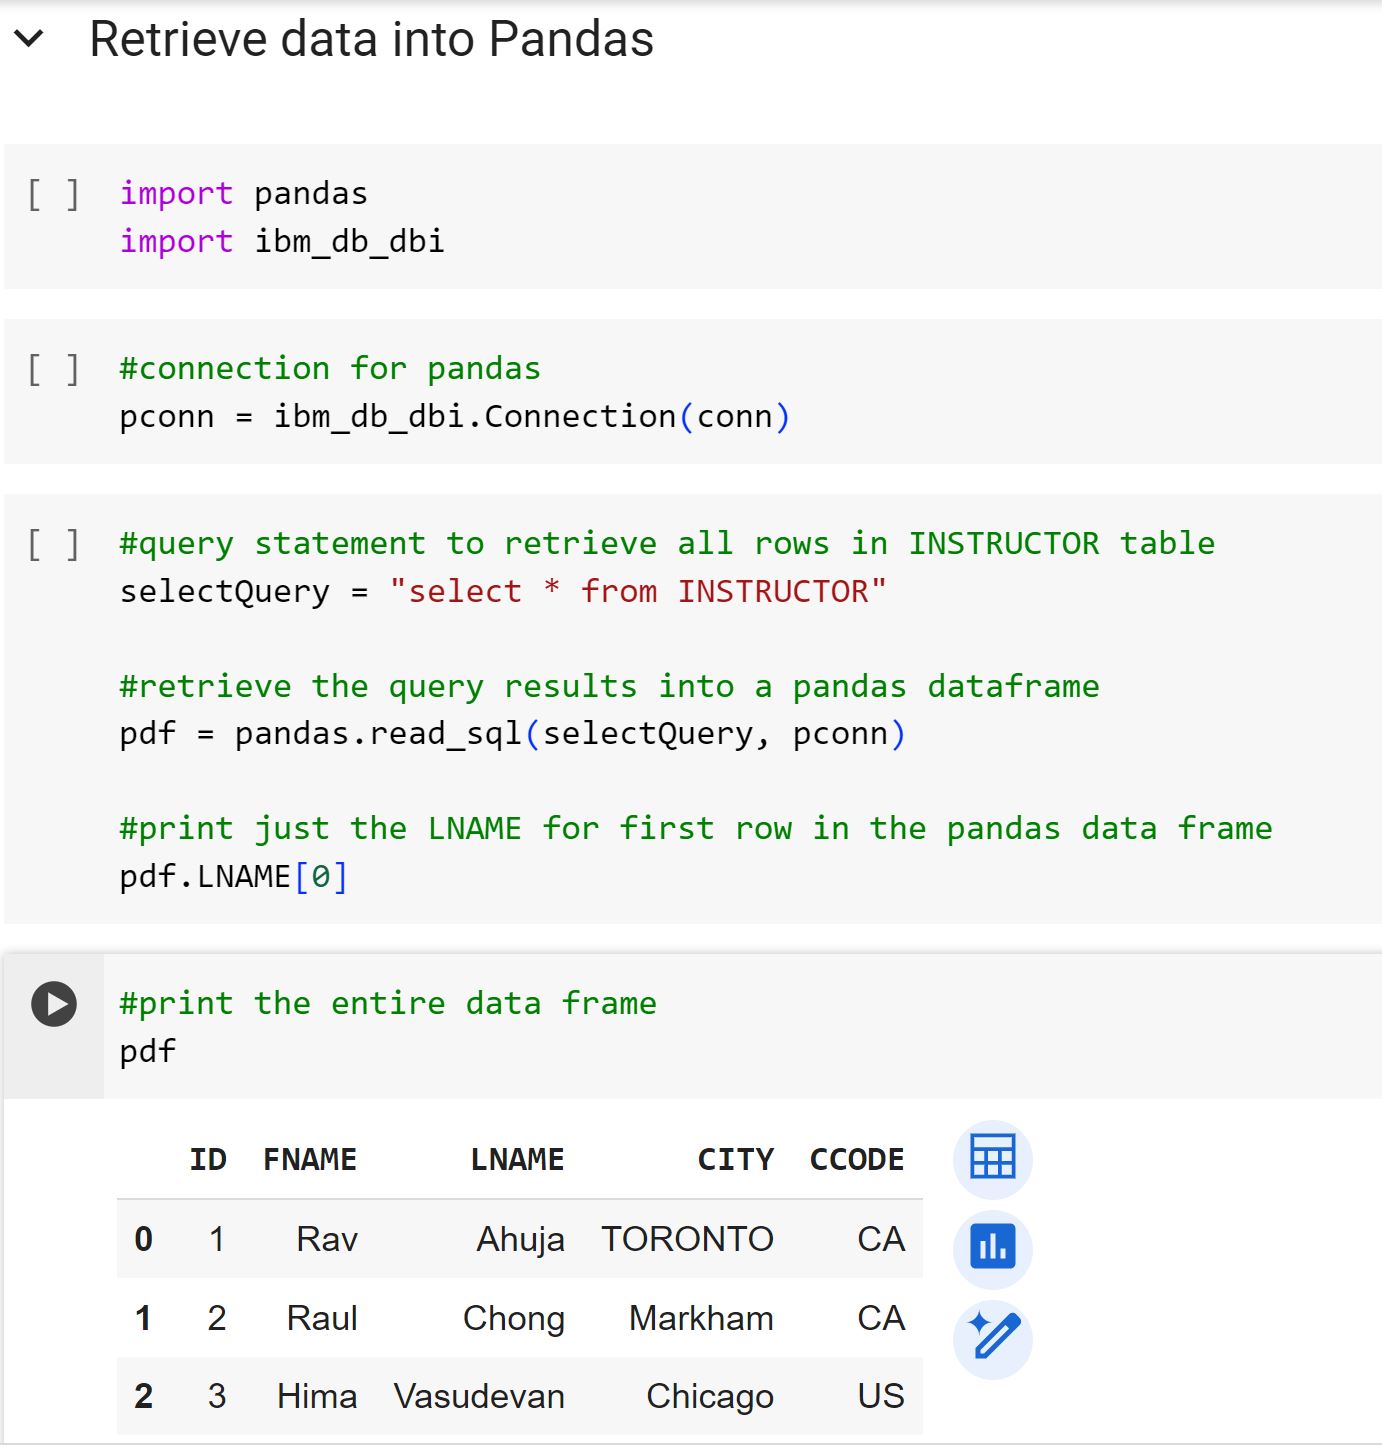 Retrieve data into Pandas
[ ] import pandas
import ibm_db_dbi
[ ] #connection for pandas
pconn = ibm_db_dbi.Connection(conn)
[ ] #query statement to retrieve all rows in INSTRUCTOR table
selectQuery = "select * from INSTRUCTOR"
#retrieve the query results into a pandas dataframe
pdf = pandas.read_sql(selectQuery, pconn)
#print just the LNAME for first row in the pandas data frame
pdf.LNAME[0]
#print the entire data frame
pdf
ID FNAME LNAME CITY CCODE
0 1 Rav Ahuja TORONTO CA
1 2 Raul Chong Markham CA
2 3 Hima Vasudevan Chicago US